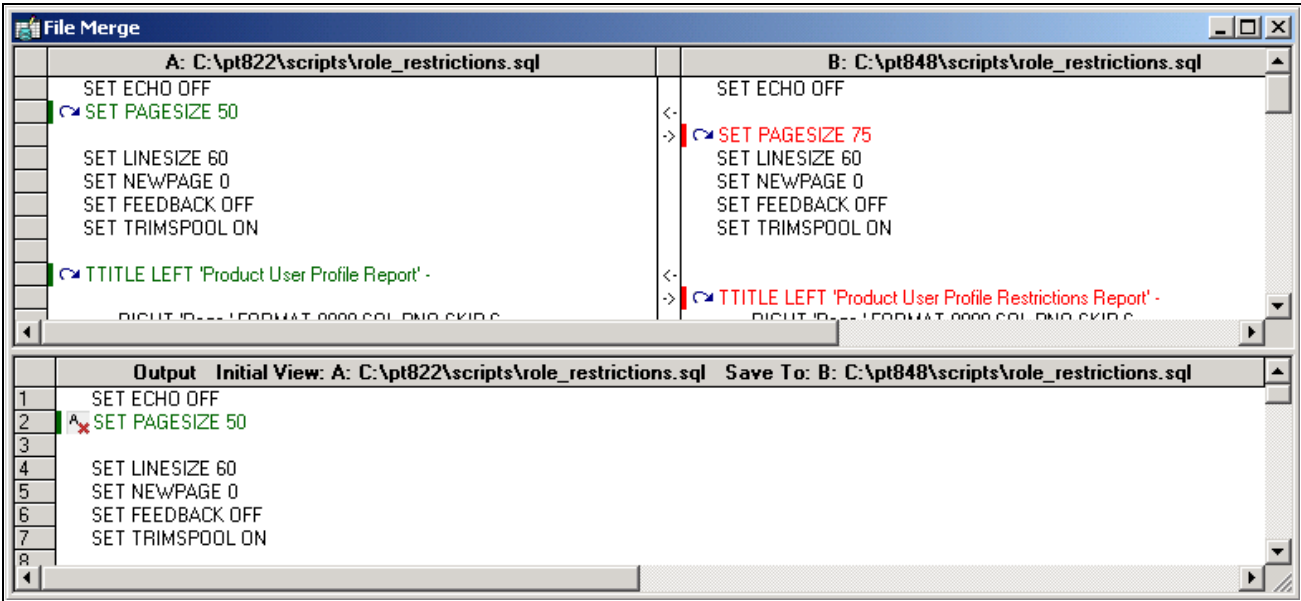 File Merge
A: C:\pt822\scripts\role_restrictions.sql
B: C:\pt848\scripts\role_restrictions.sql
SET ECHO OFF
SET PAGESIZE 50
SET LINESIZE 60
SET NEWPAGE 0
SET FEEDBACK OFF
SET TRIMSPOOL ON
TTITLE LEFT 'Product User Profile Report' -
<-
->
<-
->
SET ECHO OFF
SET PAGESIZE 75
SET LINESIZE 60
SET NEWPAGE 0
SET FEEDBACK OFF
SET TRIMSPOOL ON
TTITLE LEFT 'Product User Profile Restrictions Report' -
Output Initial View: A: C:\pt822\scripts\role_restrictions.sql Save To: B: C:\pt848\scripts\role_restrictions.sql
1 SET ECHO OFF
2 A SET PAGESIZE 50
3
4 SET LINESIZE 60
5 SET NEWPAGE 0
6 SET FEEDBACK OFF
7 SET TRIMSPOOL ON
8